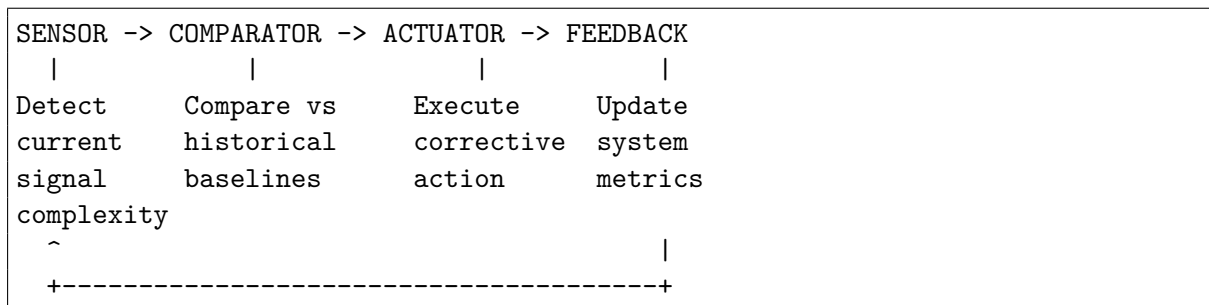 SENSOR -> COMPARATOR -> ACTUATOR -> FEEDBACK
  |            |              |           |
Detect     Compare vs     Execute     Update
current    historical     corrective  system
signal     baselines      action      metrics
complexity
  ^                                       |
  +---------------------------------------+